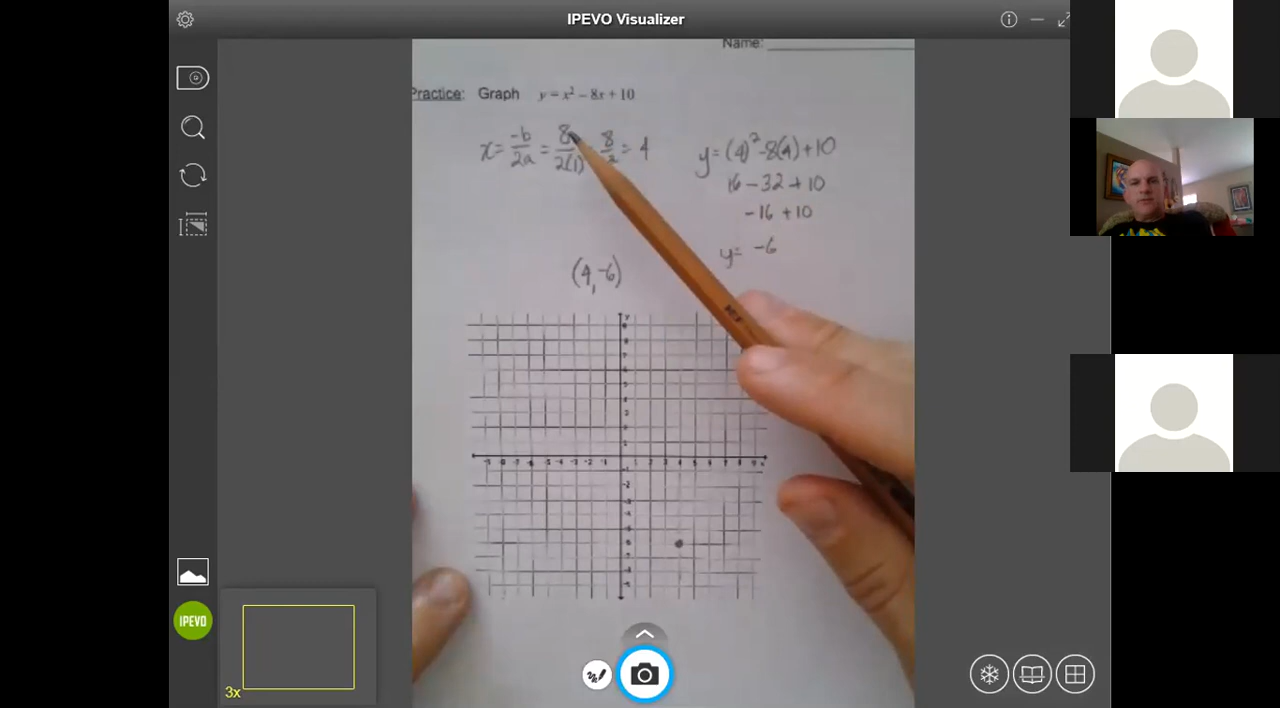 IPEVO Visualizer
Name:
Practice: Graph y = x² − 8x + 10
x = -b/2a = 8/2(1) = 8/2 = 4
y = (4)² - 8(4) + 10
16 - 32 + 10
-16 + 10
y = -6
(4, -6)
y
IPEVO
3x